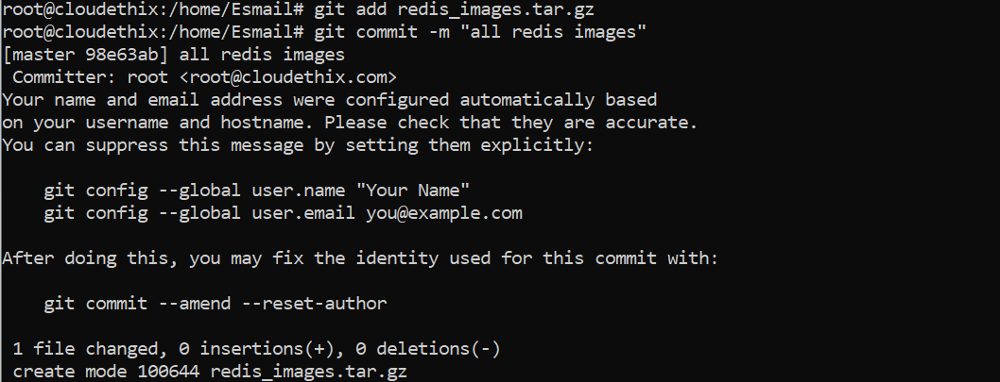 root@cloudethix:/home/Esmail# git add redis_images.tar.gz
root@cloudethix:/home/Esmail# git commit -m "all redis images"
[master 98e63ab] all redis images
 Committer: root <root@cloudethix.com>
Your name and email address were configured automatically based
on your username and hostname. Please check that they are accurate.
You can suppress this message by setting them explicitly:

    git config --global user.name "Your Name"
    git config --global user.email you@example.com

After doing this, you may fix the identity used for this commit with:

    git commit --amend --reset-author

 1 file changed, 0 insertions(+), 0 deletions(-)
 create mode 100644 redis_images.tar.gz